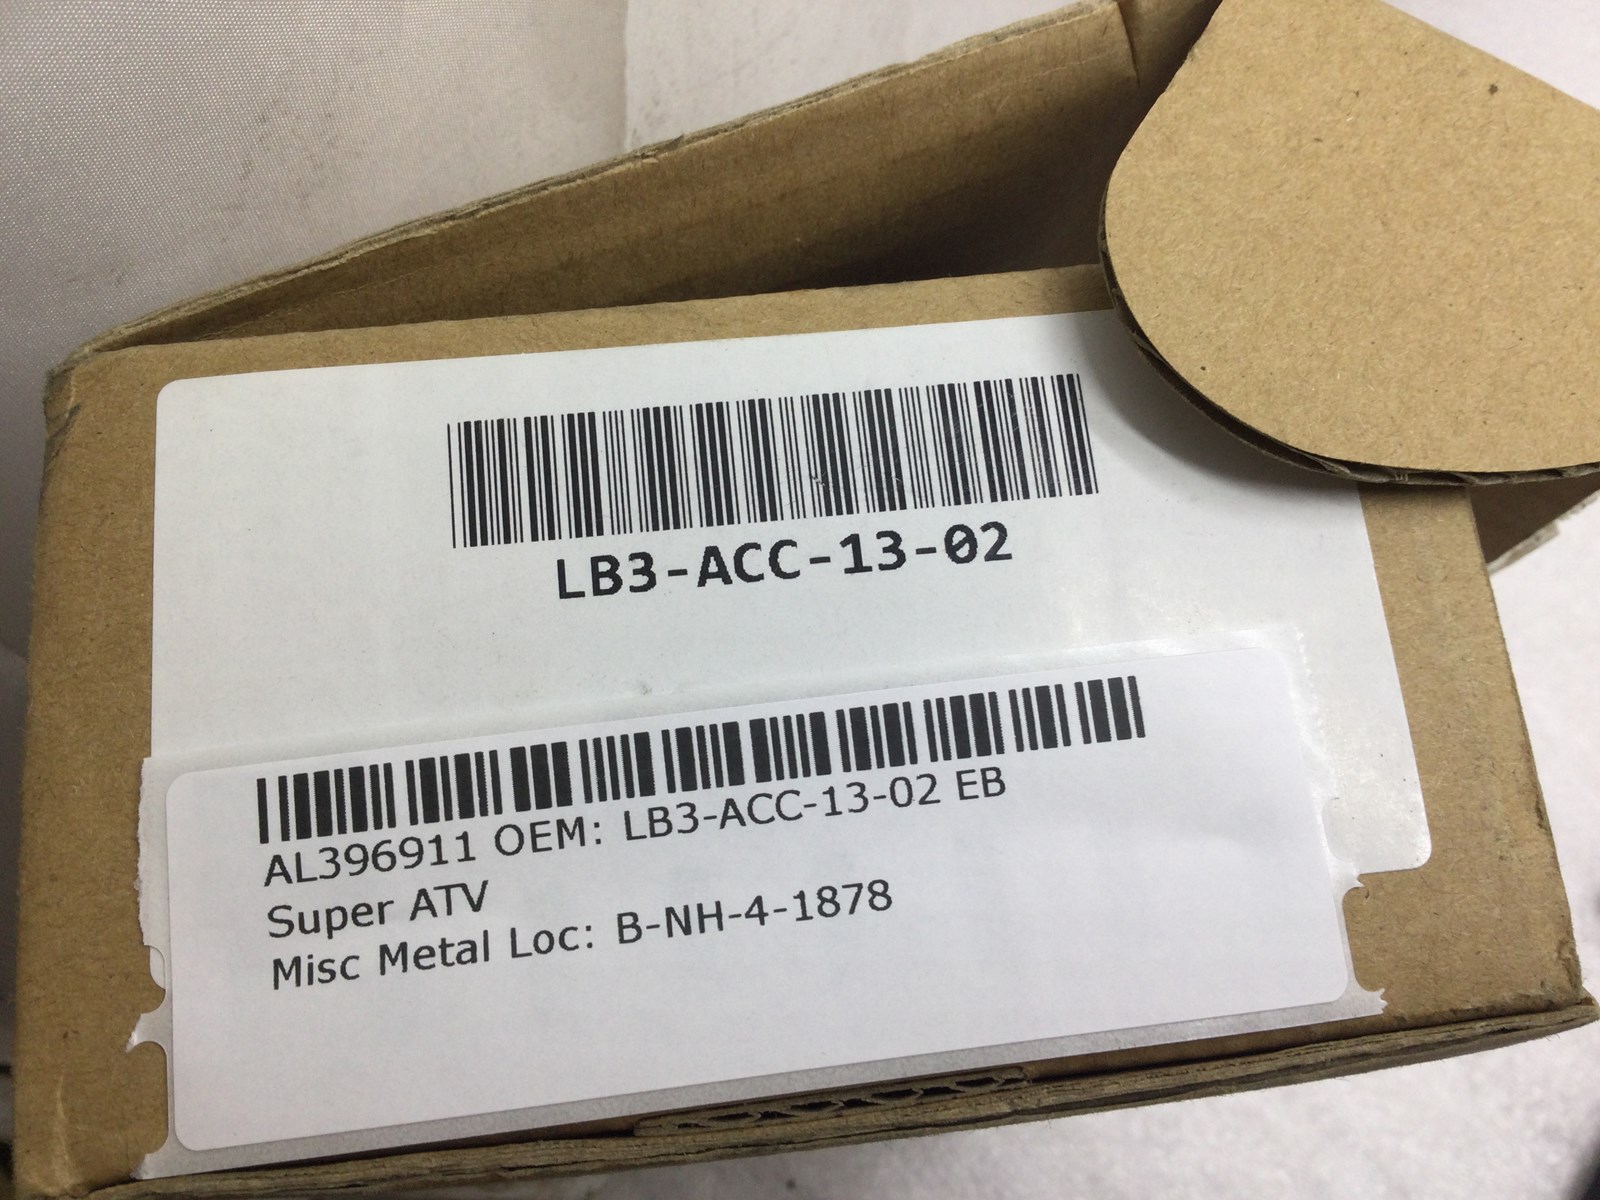 LB3-ACC-13-02
AL396911 OEM: LB3-ACC-13-02 EB
Super ATV
Misc Metal Loc: B-NH-4-1878